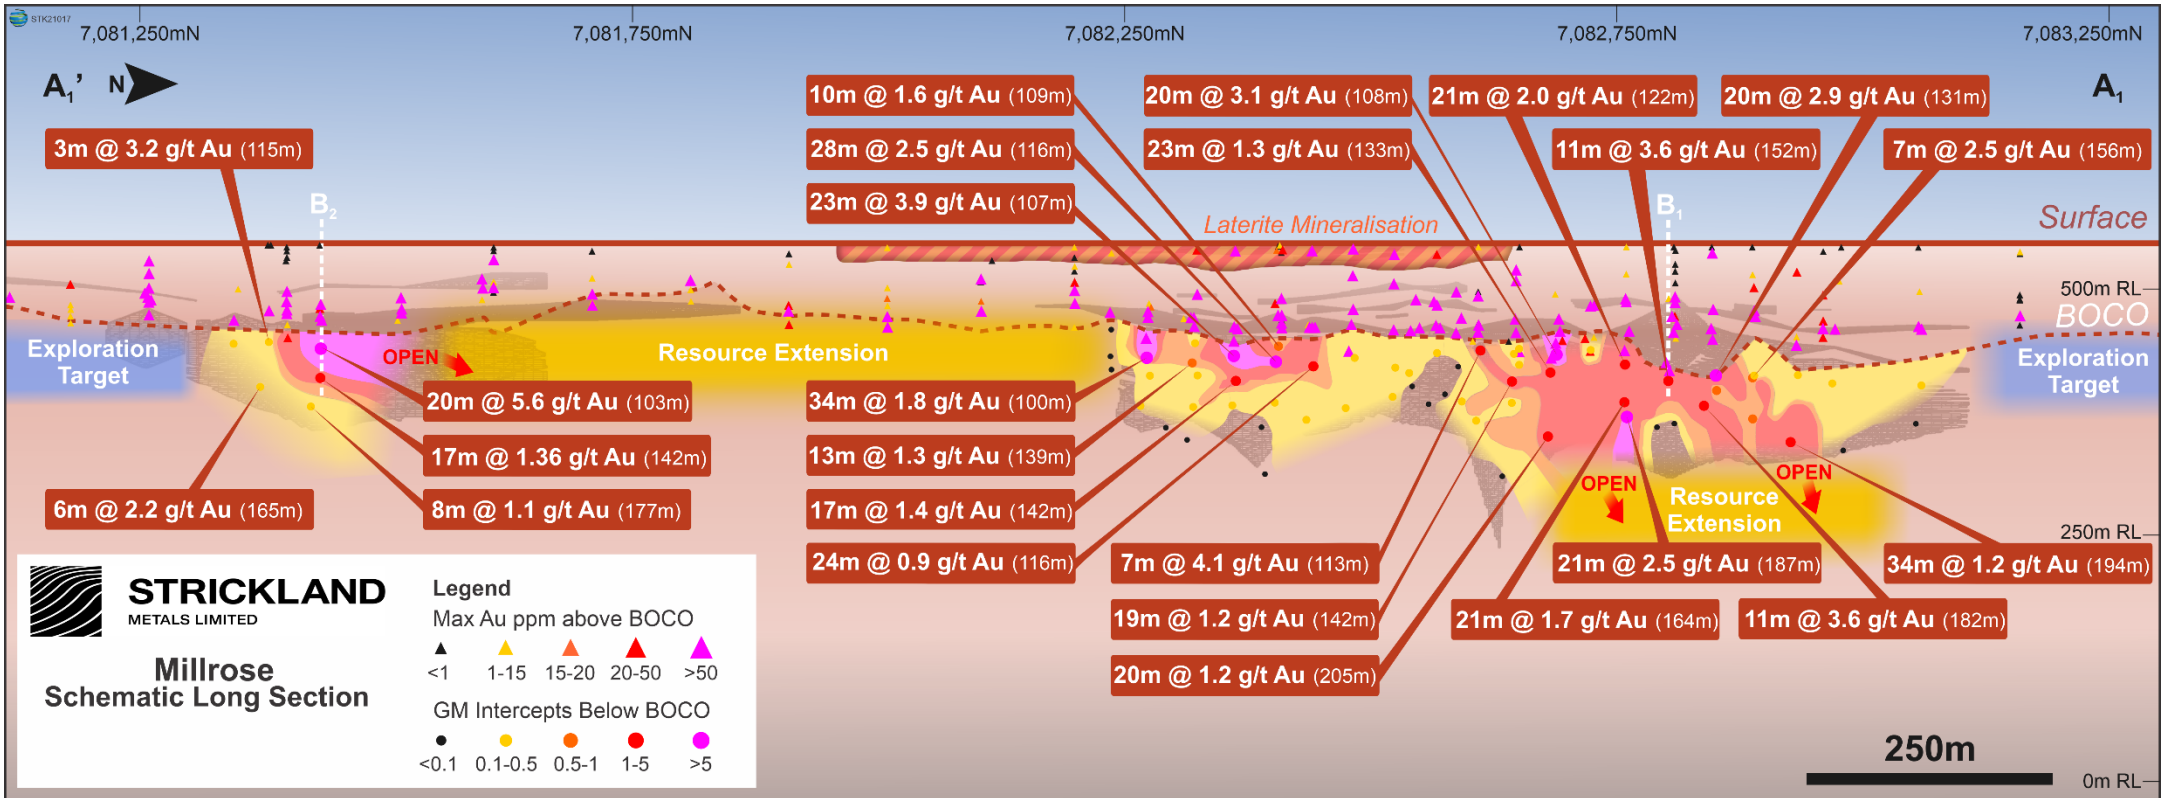 STK21017
7,081,250mN
7,081,750mN
7,082,250mN
7,082,750mN
7,083,250mN
A1'
N
A1
10m @ 1.6 g/t Au (109m)
20m @ 3.1 g/t Au (108m)
21m @ 2.0 g/t Au (122m)
20m @ 2.9 g/t Au (131m)
3m @ 3.2 g/t Au (115m)
28m @ 2.5 g/t Au (116m)
23m @ 1.3 g/t Au (133m)
11m @ 3.6 g/t Au (152m)
7m @ 2.5 g/t Au (156m)
23m @ 3.9 g/t Au (107m)
B2
B1
Laterite Mineralisation
Surface
500m RL
BOCO
Exploration
Target
OPEN
Resource Extension
Exploration
Target
20m @ 5.6 g/t Au (103m)
34m @ 1.8 g/t Au (100m)
17m @ 1.36 g/t Au (142m)
13m @ 1.3 g/t Au (139m)
OPEN
OPEN
Resource
Extension
6m @ 2.2 g/t Au (165m)
8m @ 1.1 g/t Au (177m)
17m @ 1.4 g/t Au (142m)
250m RL
24m @ 0.9 g/t Au (116m)
7m @ 4.1 g/t Au (113m)
21m @ 2.5 g/t Au (187m)
34m @ 1.2 g/t Au (194m)
19m @ 1.2 g/t Au (142m)
21m @ 1.7 g/t Au (164m)
11m @ 3.6 g/t Au (182m)
20m @ 1.2 g/t Au (205m)
STRICKLAND
METALS LIMITED
Millrose
Schematic Long Section
Legend
Max Au ppm above BOCO
<1 1-15 15-20 20-50 >50
GM Intercepts Below BOCO
<0.1 0.1-0.5 0.5-1 1-5 >5
250m
0m RL